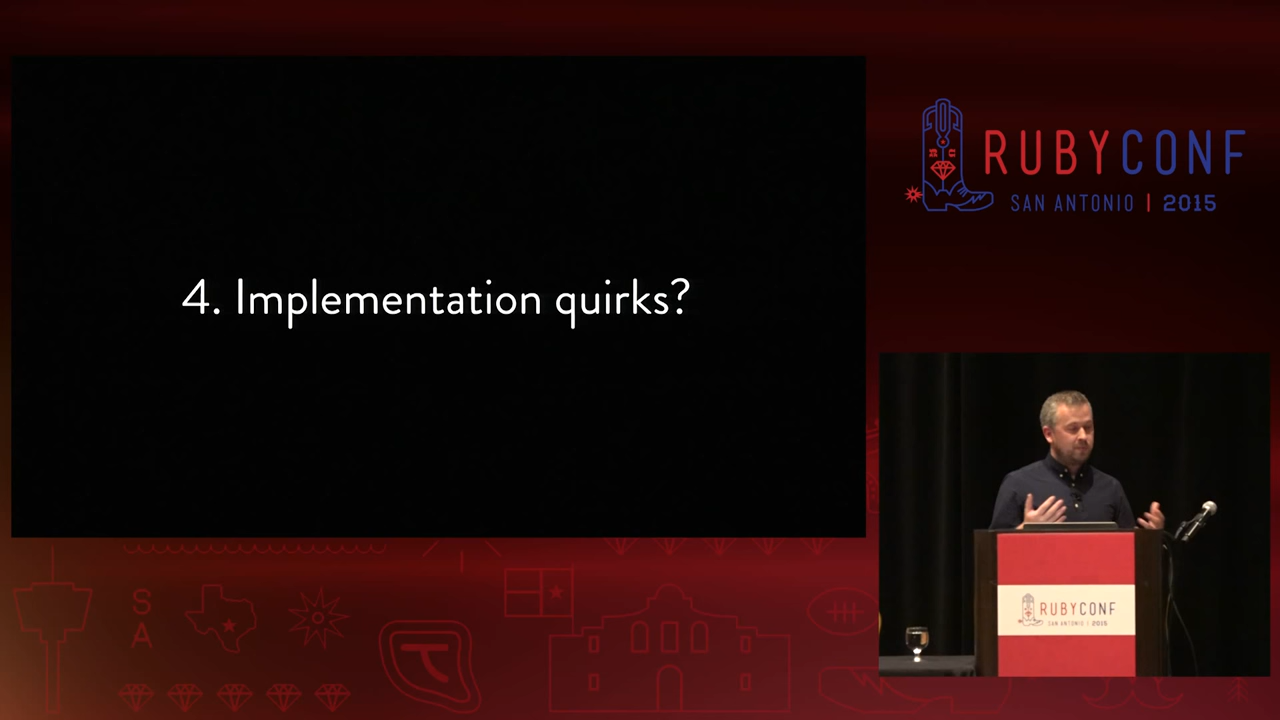 4. Implementation quirks?
RUBYCONF
SAN ANTONIO | 2015
S
A
RUBYCONF
SAN ANTONIO | 2015